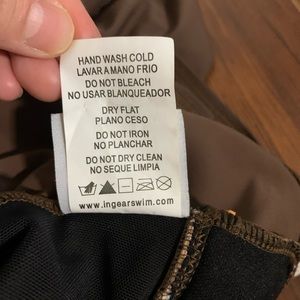 HAND WASH COLD
LAVAR A MANO FRIO
DO NOT BLEACH
NO USAR BLANQUEADOR
DRY FLAT
PLANO CESO
DO NOT IRON
NO PLANCHAR
DO NOT DRY CLEAN
NO SEQUE LIMPIA
www.ingearswim.com